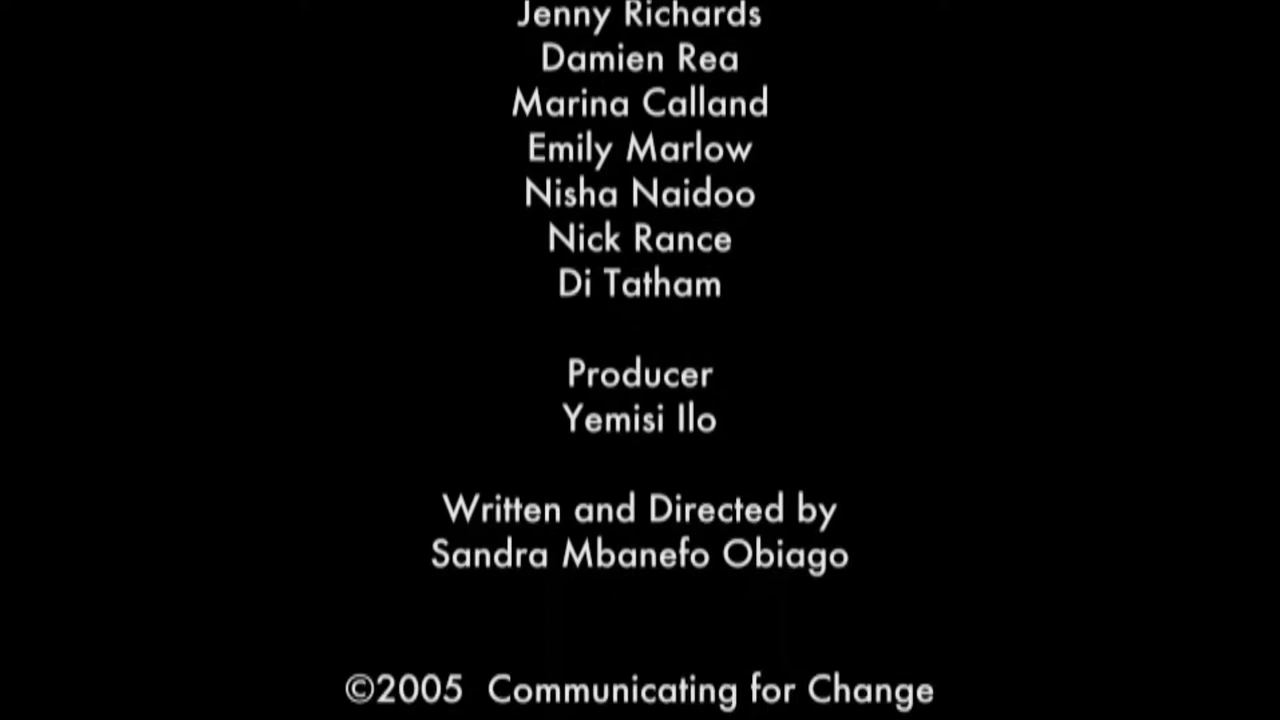 Jenny Richards
Damien Rea
Marina Calland
Emily Marlow
Nisha Naidoo
Nick Rance
Di Tatham
Producer
Yemisi Ilo
Written and Directed by
Sandra Mbanefo Obiago
©2005 Communicating for Change